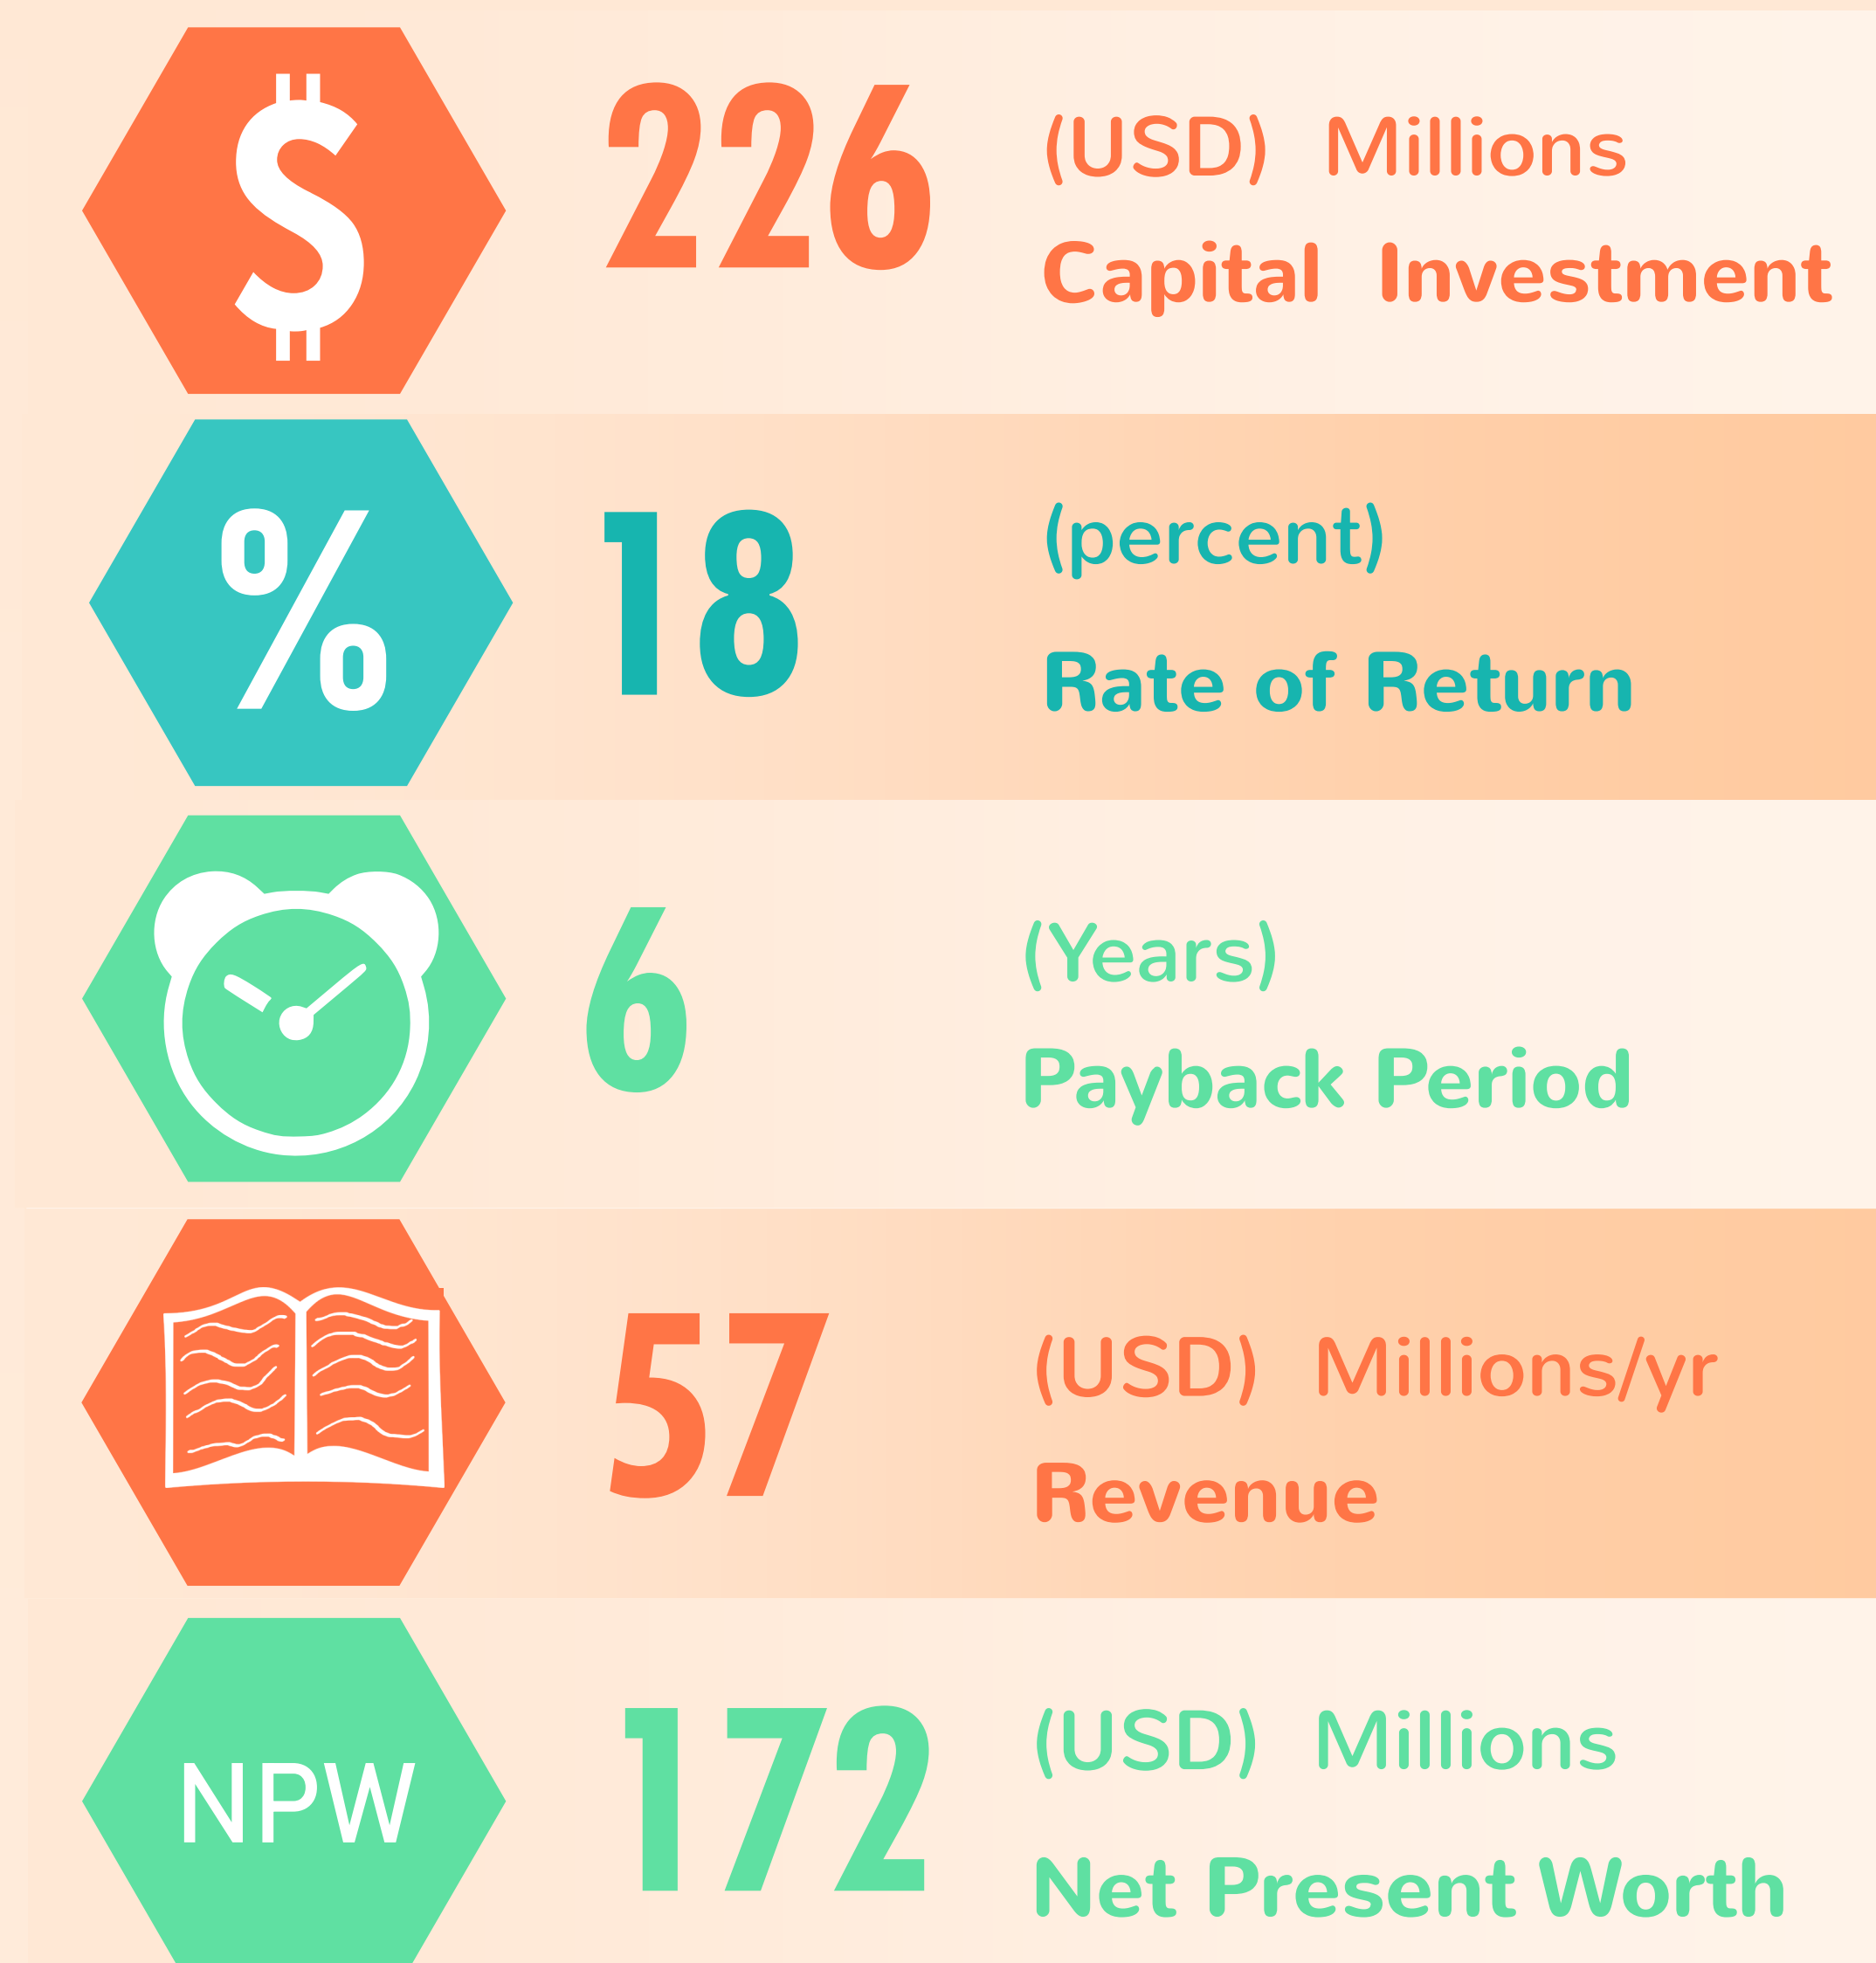 $
226
(USD) Millions
Capital Investment
%
18
(percent)
Rate of Return
6
(Years)
Payback Period
57
(USD) Millions/yr
Revenue
NPW
172
(USD) Millions
Net Present Worth